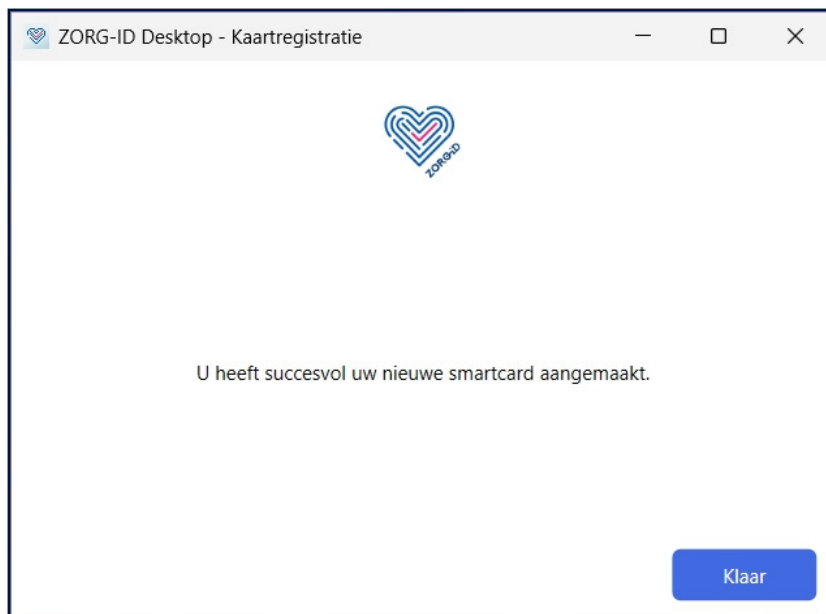 ZORG-ID Desktop - Kaartregistratie
ZORG-iD
U heeft succesvol uw nieuwe smartcard aangemaakt.
Klaar